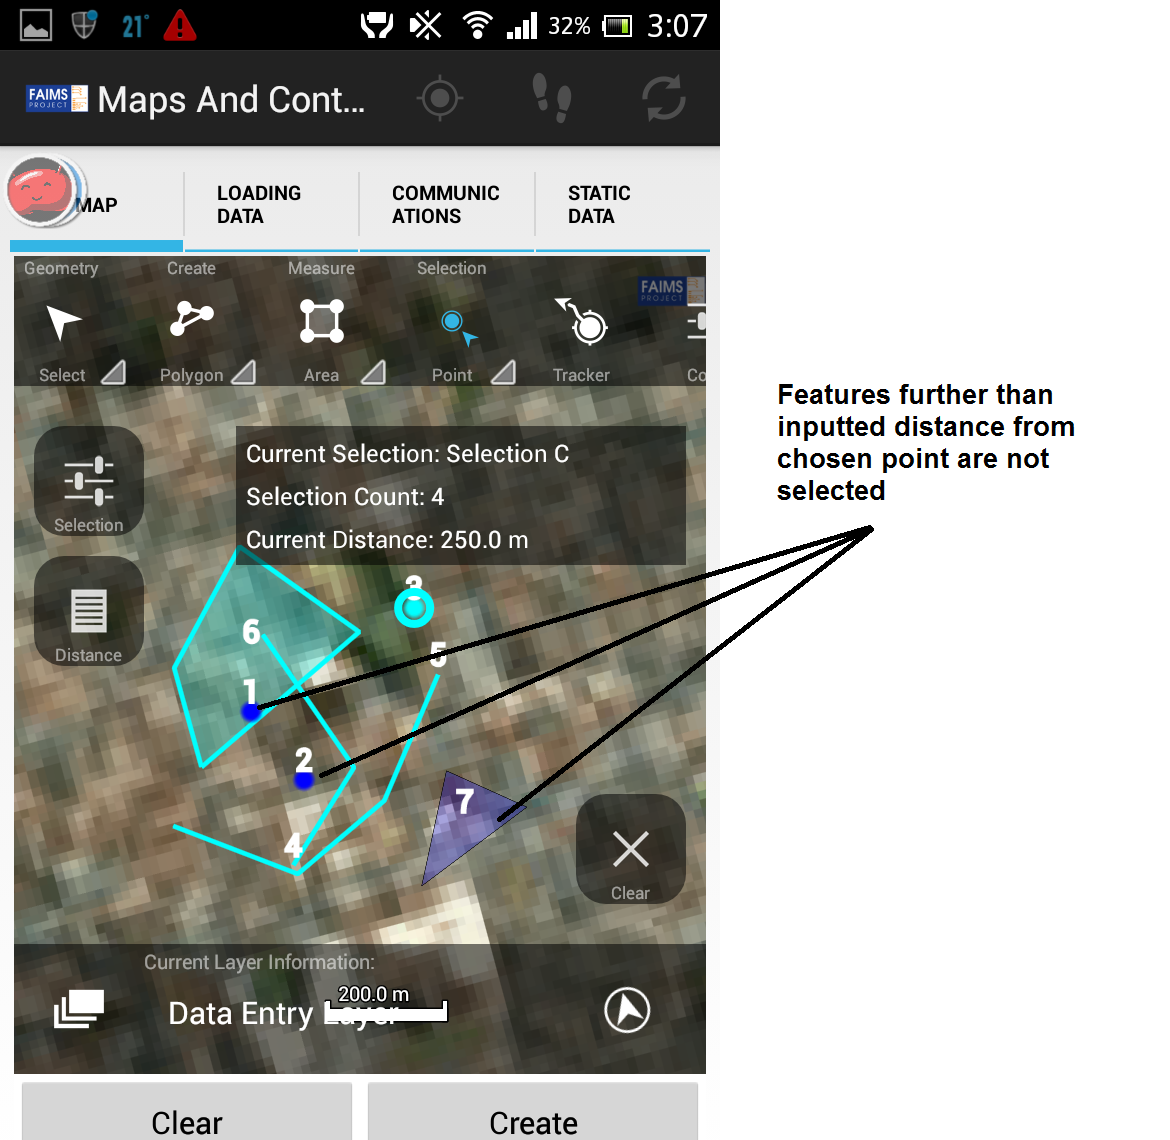 21°
32%
3:07
FAIMS
PROJECT
Maps And Cont...
MAP
LOADING
DATA
COMMUNIC
ATIONS
STATIC
DATA
Geometry
Create
Measure
Selection
FAIMS
PROJECT
Select
Polygon
Area
Point
Tracker
Co
Current Selection: Selection C
Selection Count: 4
Current Distance: 250.0 m
Selection
Distance
Features further than
inputted distance from
chosen point are not
selected
3
6
5
1
2
7
4
Clear
Current Layer Information:
200.0 m
Data Entry Layer
Clear
Create